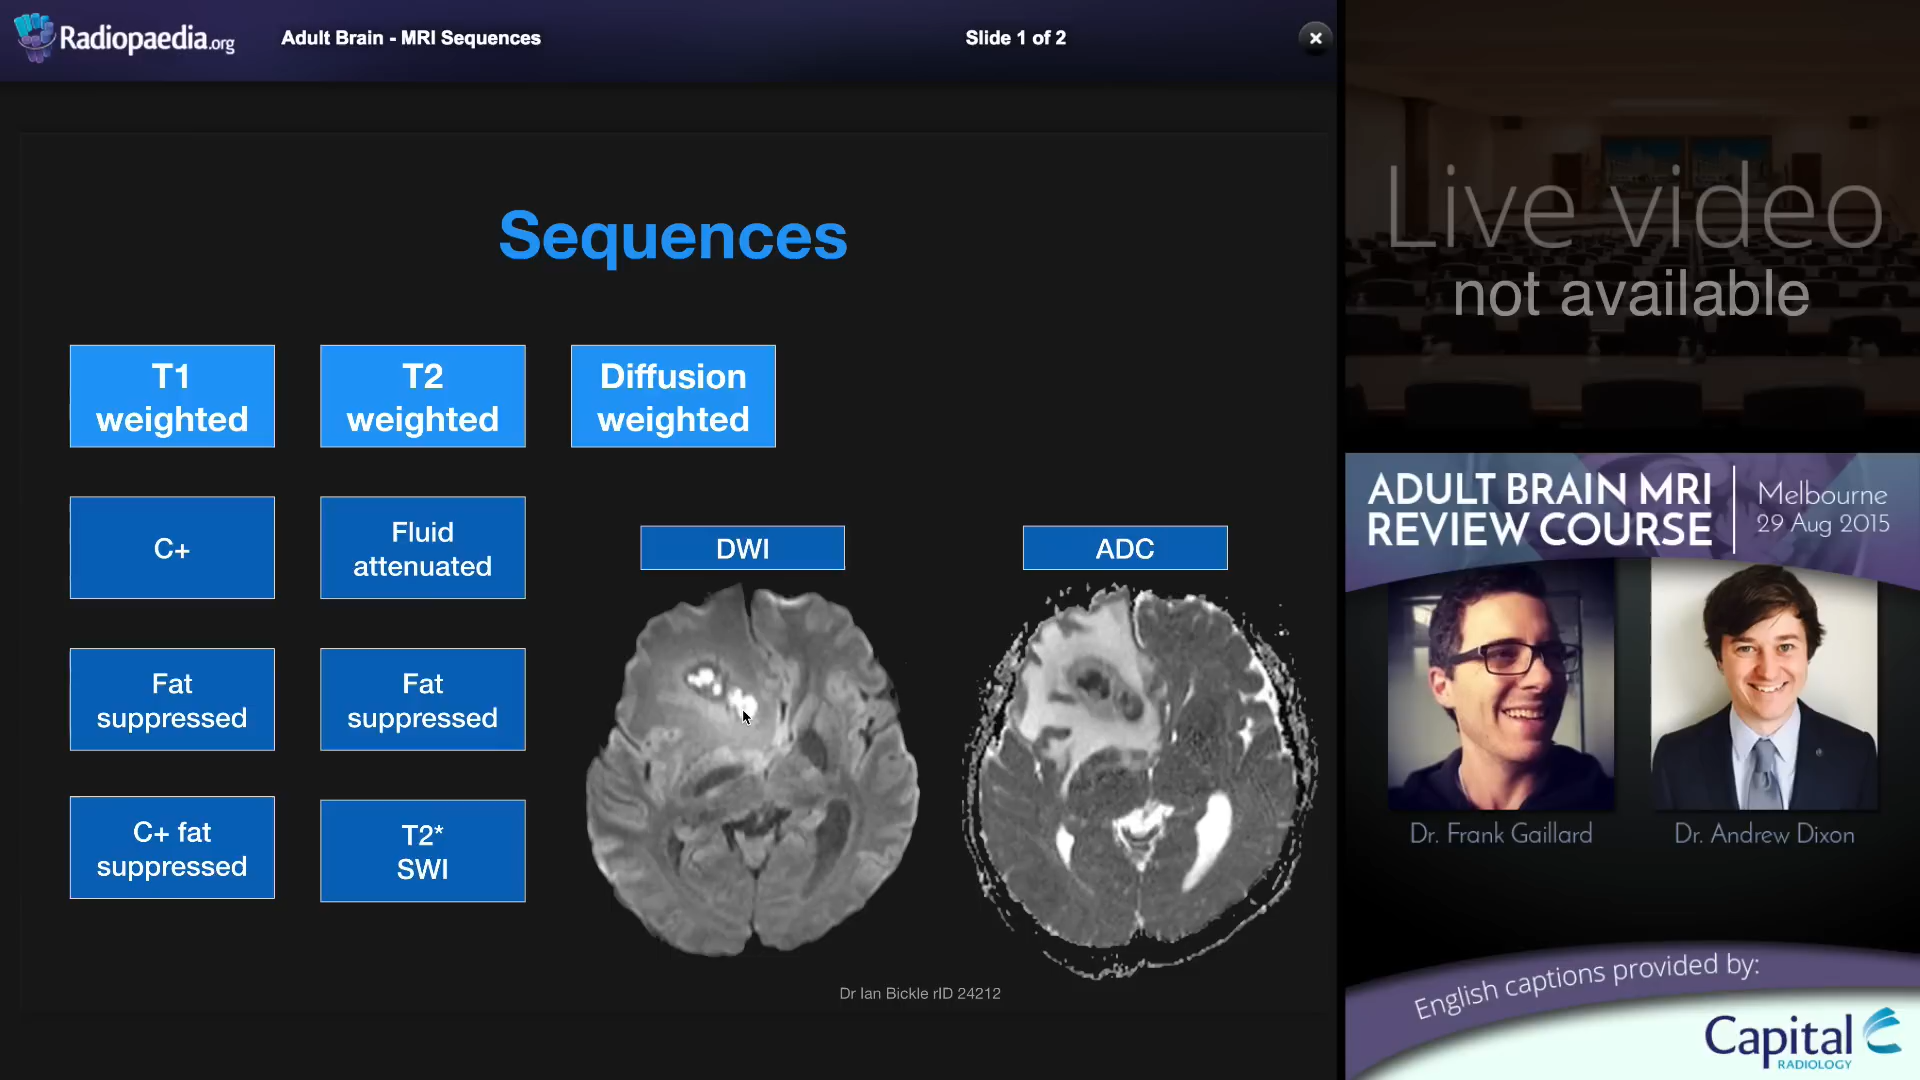 Radiopaedia.org
Adult Brain - MRI Sequences
Slide 1 of 2
Sequences
T1
weighted
T2
weighted
Diffusion
weighted
C+
Fluid
attenuated
DWI
ADC
Fat
suppressed
Fat
suppressed
C+ fat
suppressed
T2*
SWI
Dr Ian Bickle rID 24212
Live video
not available
ADULT BRAIN MRI
REVIEW COURSE
Melbourne
29 Aug 2015
Dr. Frank Gaillard
Dr. Andrew Dixon
English captions provided by:
Capital
RADIOLOGY